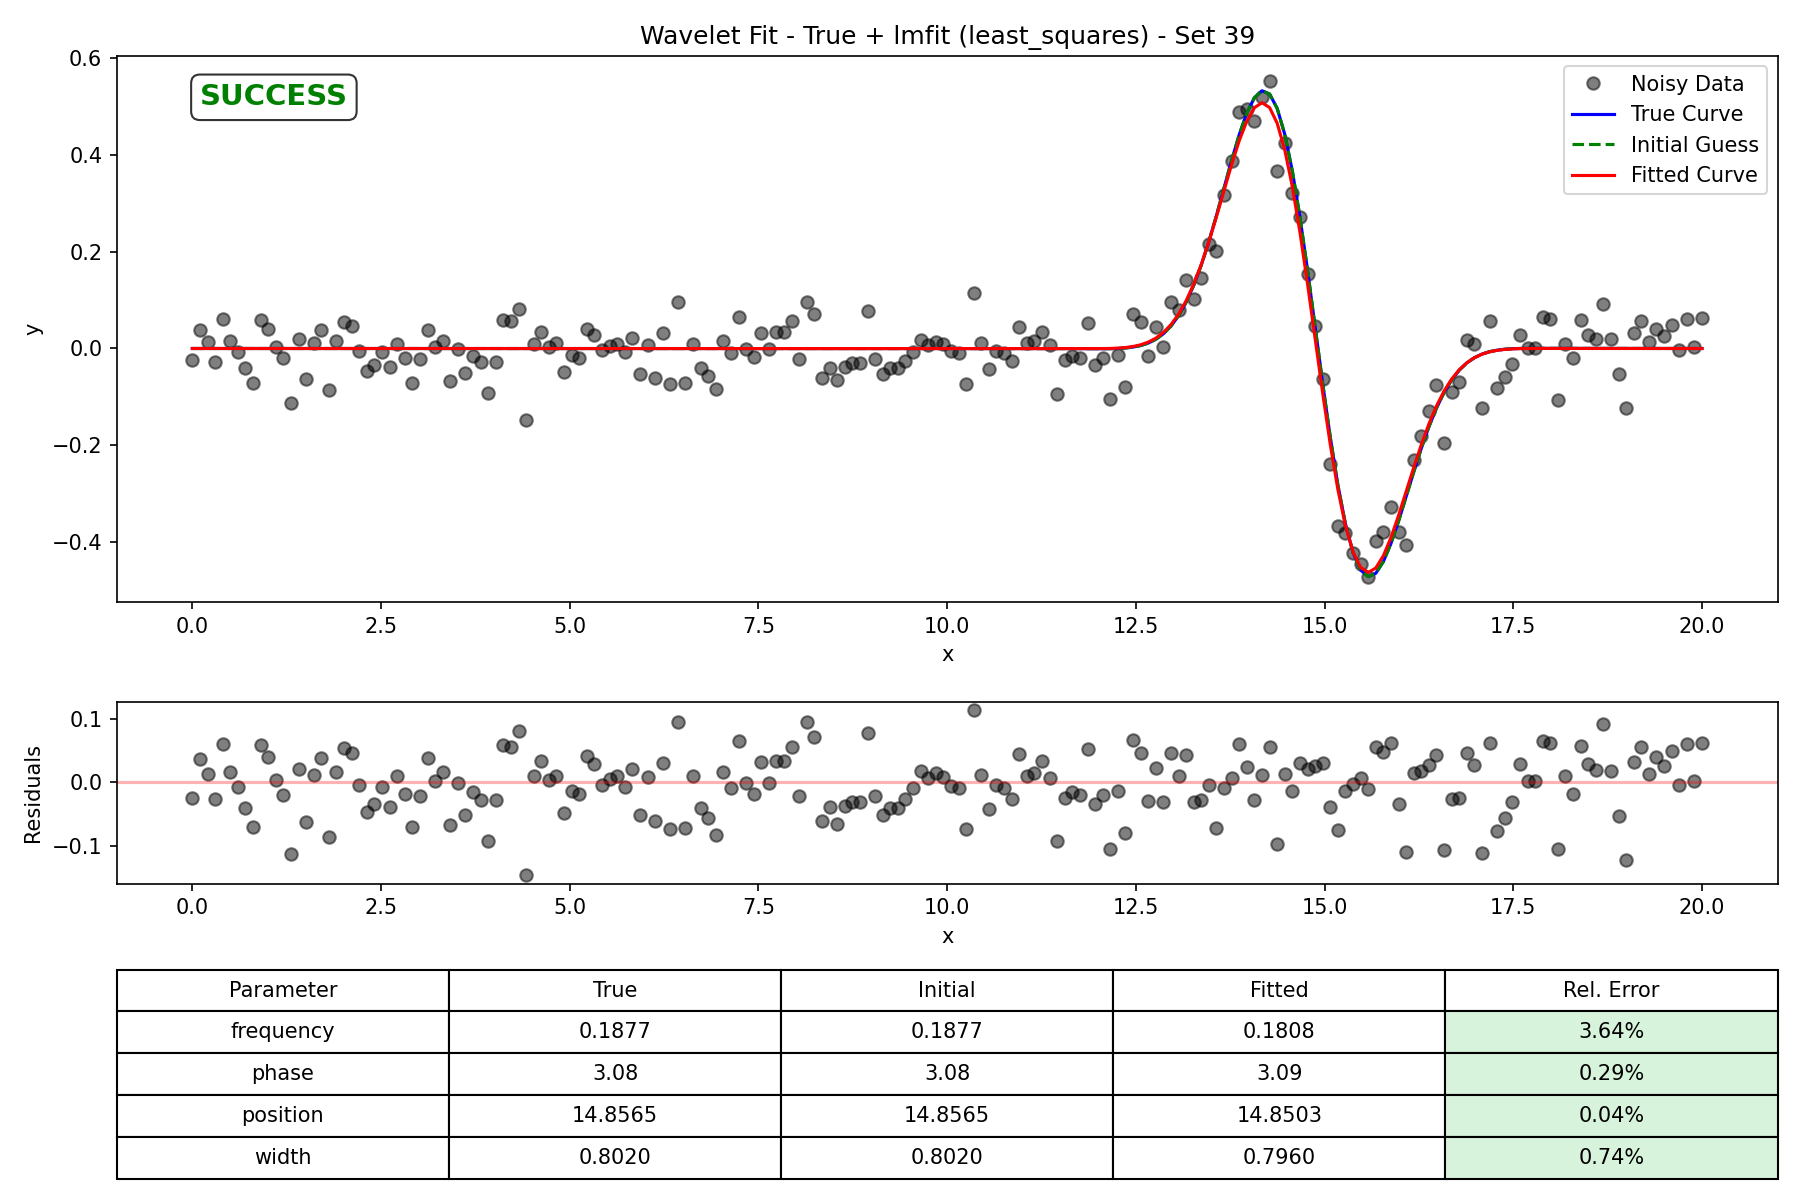 Wavelet Fit - True + lmfit (least_squares) - Set 39
SUCCESS
Noisy Data
True Curve
Initial Guess
Fitted Curve
0.6
0.4
0.2
0.0
−0.2
−0.4
y
0.0 2.5 5.0 7.5 10.0 12.5 15.0 17.5 20.0
x
0.1
0.0
−0.1
Residuals
0.0 2.5 5.0 7.5 10.0 12.5 15.0 17.5 20.0
x
Parameter True Initial Fitted Rel. Error
frequency 0.1877 0.1877 0.1808 3.64%
phase 3.08 3.08 3.09 0.29%
position 14.8565 14.8565 14.8503 0.04%
width 0.8020 0.8020 0.7960 0.74%